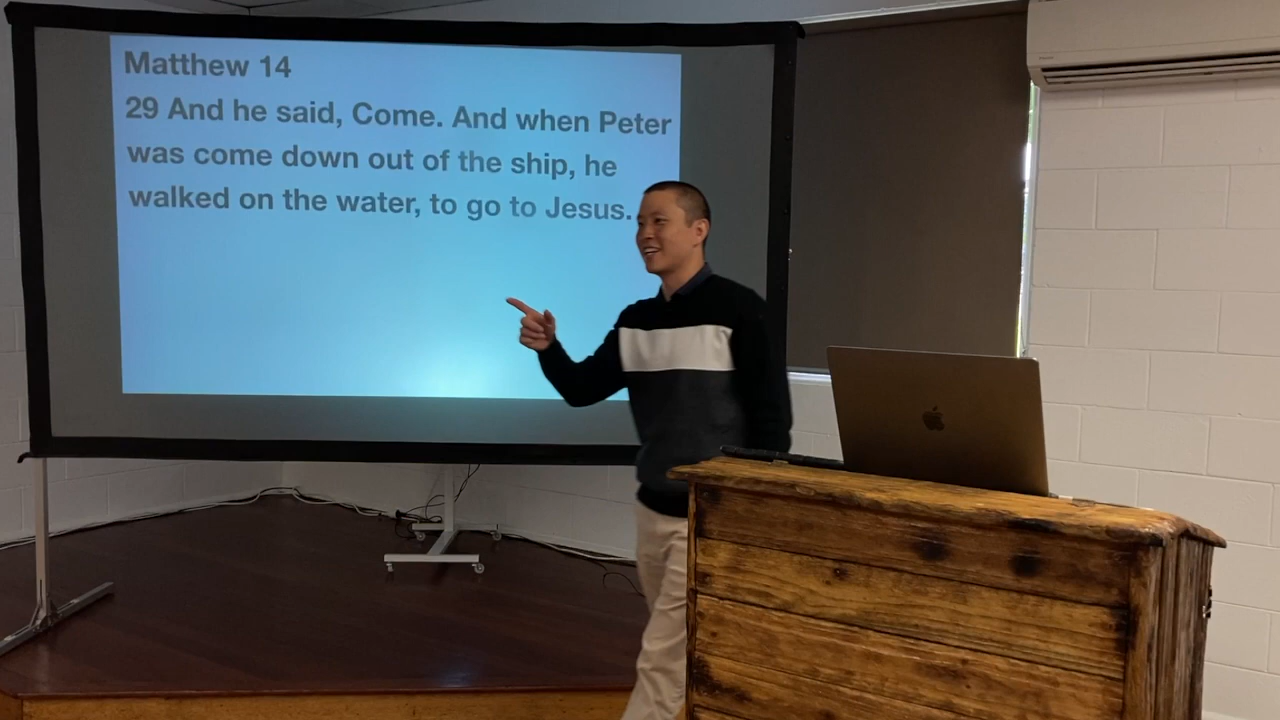 Matthew 14
29 And he said, Come. And when Peter
was come down out of the ship, he
walked on the water, to go to Jesus.